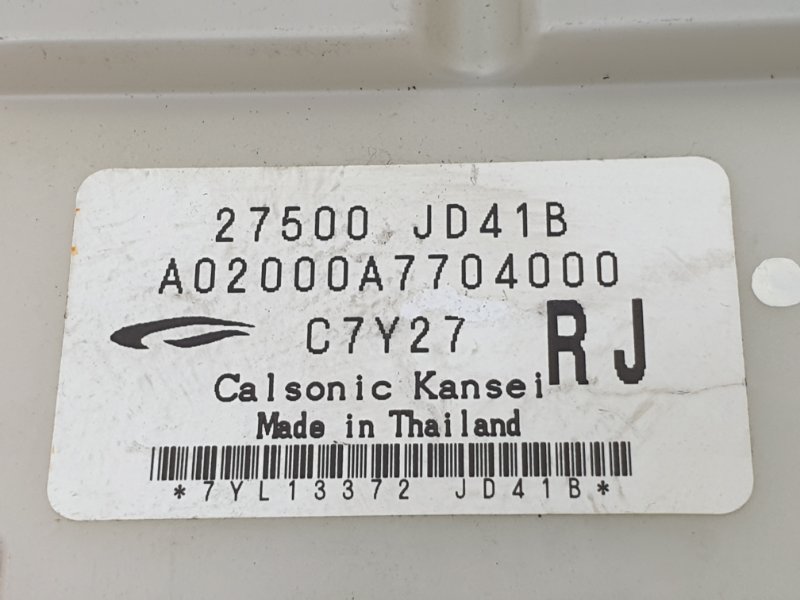 27500 JD41B
A02000A7704000
C7Y27 RJ
Calsonic Kansei
Made in Thailand
*7YL13372 JD41B*